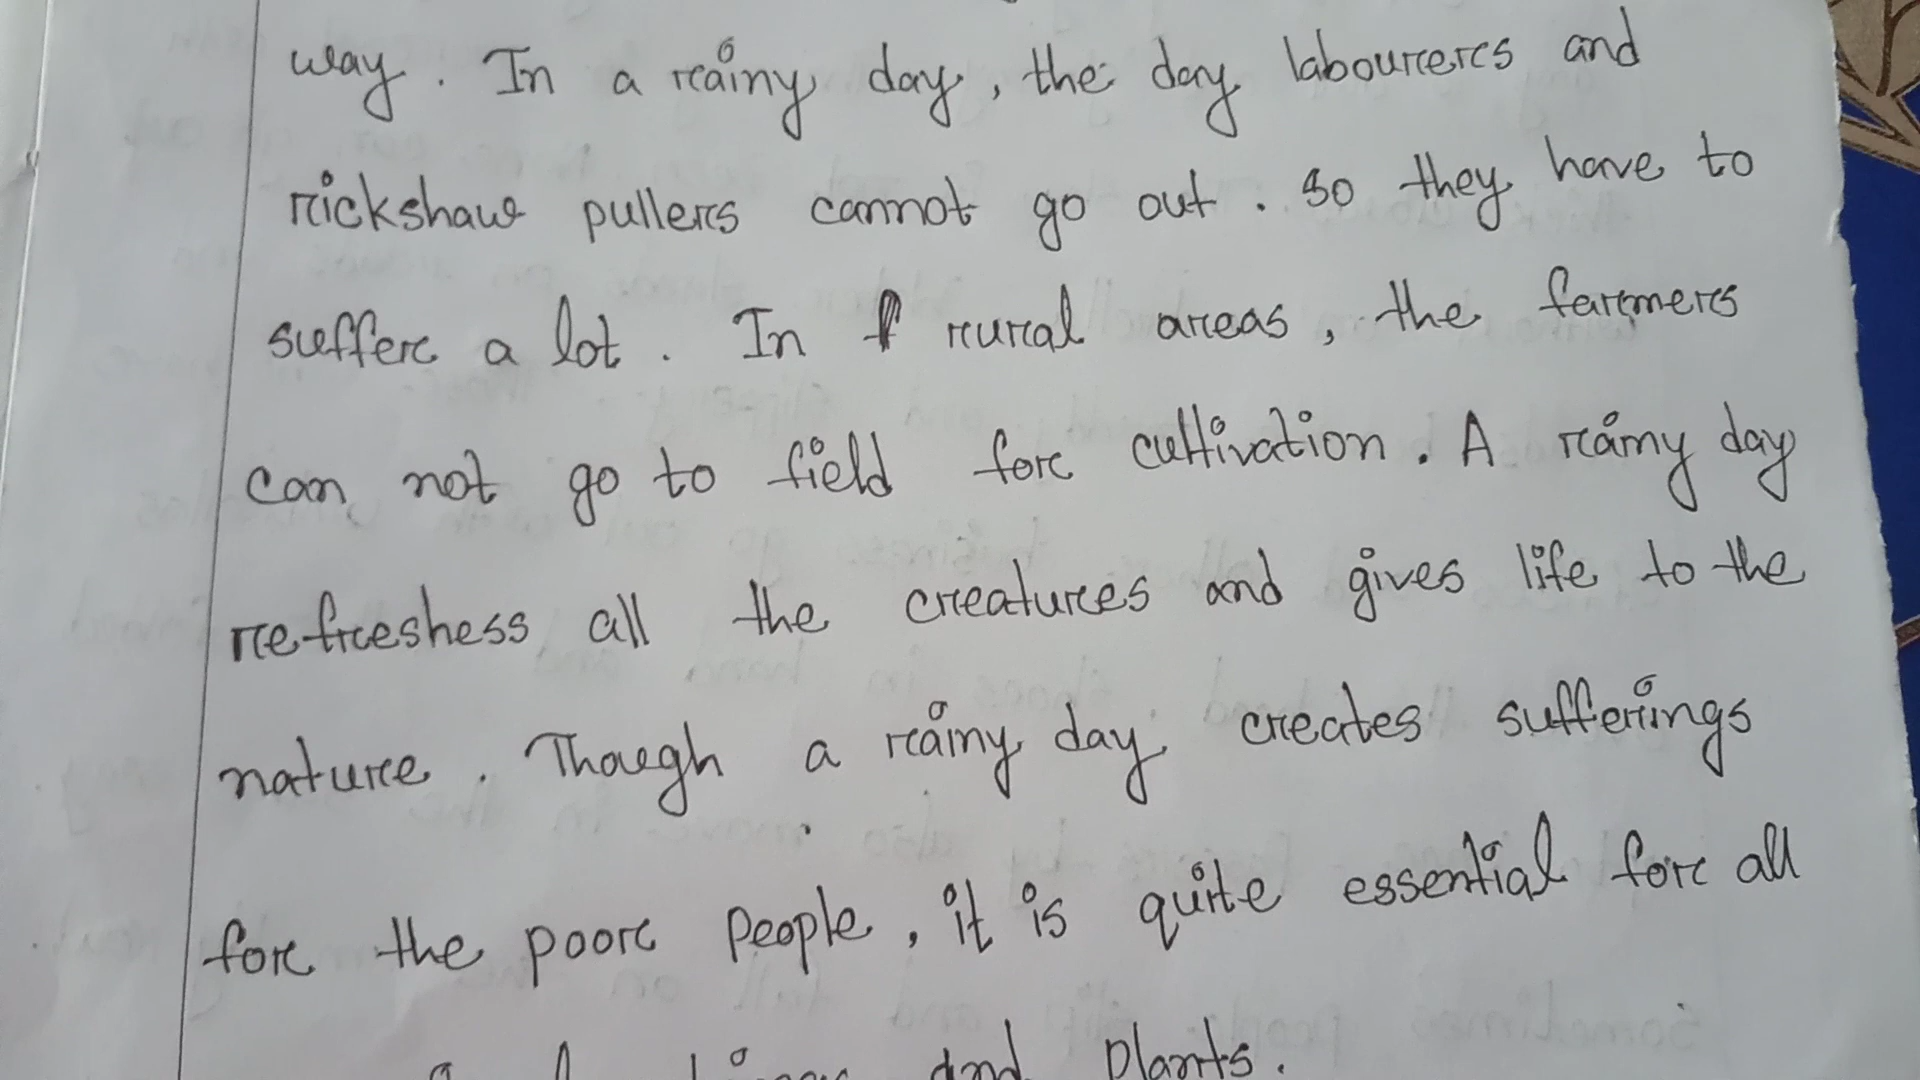 way. In a rainy day, the day labourers and
rickshaw pullers cannot go out. So they have to
suffer a lot. In rural areas, the farmers
can not go to field for cultivation. A rainy day
refreshess all the creatures and gives life to the
nature. Though a rainy day creates sufferings
for the poor people, it is quite essential for all
and plants.